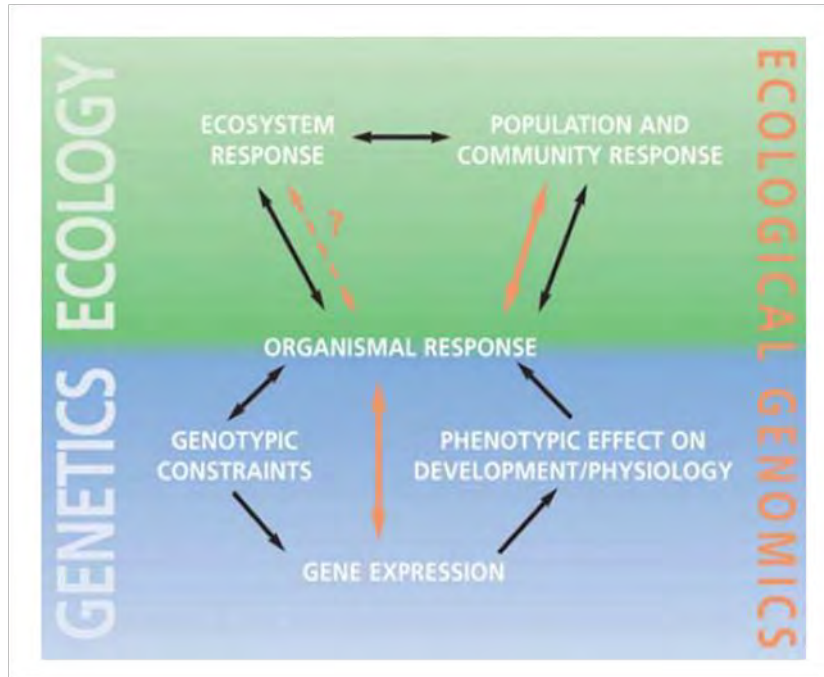 ECOLOGY
GENETICS
ECOLOGICAL GENOMICS
ECOSYSTEM
RESPONSE
POPULATION AND
COMMUNITY RESPONSE
?
ORGANISMAL RESPONSE
GENOTYPIC
CONSTRAINTS
PHENOTYPIC EFFECT ON
DEVELOPMENT/PHYSIOLOGY
GENE EXPRESSION